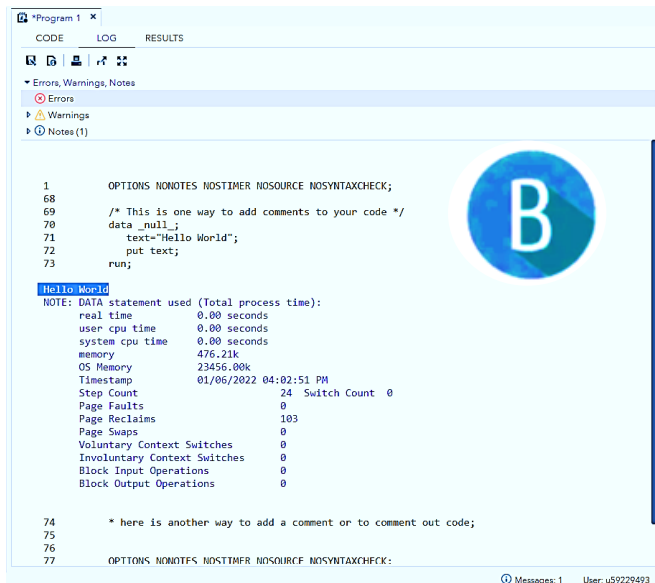 *Program 1 ×
CODE LOG RESULTS
Errors, Warnings, Notes
Errors
Warnings
Notes (1)
1 OPTIONS NONOTES NOSTIMER NOSOURCE NOSYNTAXCHECK;
68
69 /* This is one way to add comments to your code */
70 data _null_;
71 text="Hello World";
72 put text;
73 run;
B
Hello World
NOTE: DATA statement used (Total process time):
real time 0.00 seconds
user cpu time 0.00 seconds
system cpu time 0.00 seconds
memory 476.21k
OS Memory 23456.00k
Timestamp 01/06/2022 04:02:51 PM
Step Count 24 Switch Count 0
Page Faults 0
Page Reclaims 103
Page Swaps 0
Voluntary Context Switches 0
Involuntary Context Switches 0
Block Input Operations 0
Block Output Operations 0
74 * here is another way to add a comment or to comment out code;
75
76
77 OPTIONS NONOTES NOSTIMER NOSOURCE NOSYNTAXCHECK;
Messages: 1 User: u59229493